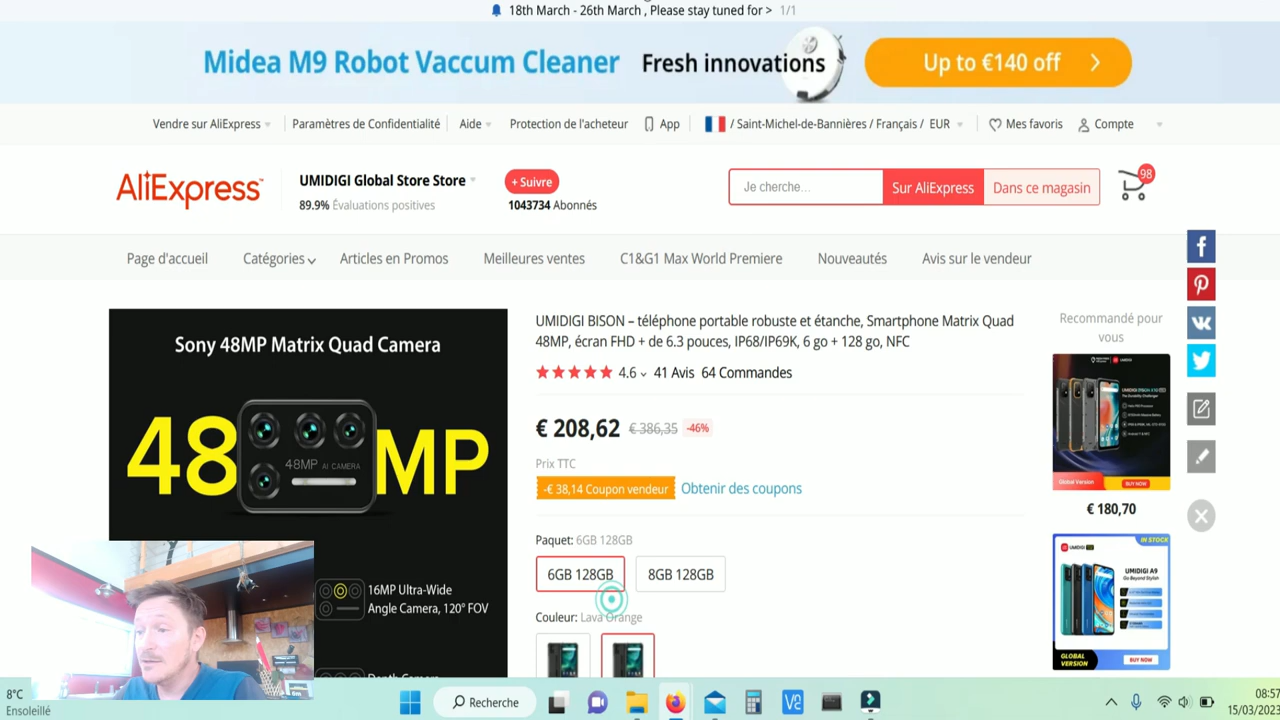 18th March - 26th March , Please stay tuned for > 1/1
Midea M9 Robot Vaccum Cleaner Fresh innovations Up to €140 off >
Vendre sur AliExpress Paramètres de Confidentialité Aide Protection de l'acheteur App / Saint-Michel-de-Bannières / Français / EUR Mes favoris Compte
AliExpress UMIDIGI Global Store Store + Suivre Je cherche... Sur AliExpress Dans ce magasin 98
89.9% Évaluations positives 1043734 Abonnés
Page d'accueil Catégories Articles en Promos Meilleures ventes C1&G1 Max World Premiere Nouveautés Avis sur le vendeur
Sony 48MP Matrix Quad Camera
48 MP
48MP AI CAMERA
16MP Ultra-Wide
Angle Camera, 120° FOV
UMIDIGI BISON – téléphone portable robuste et étanche, Smartphone Matrix Quad
48MP, écran FHD + de 6.3 pouces, IP68/IP69K, 6 go + 128 go, NFC
4.6 41 Avis 64 Commandes
€ 208,62 € 386,35 -46%
Prix TTC
-€ 38,14 Coupon vendeur Obtenir des coupons
Paquet: 6GB 128GB
6GB 128GB 8GB 128GB
Couleur: Lava Orange
Recommandé pour
vous
Global Version BUY NOW
€ 180,70
IN STOCK
UMIDIGI A9
Go Beyond Stylish
GLOBAL
VERSION BUY NOW
8°C
Ensoleillé
Recherche
08:57
15/03/2023